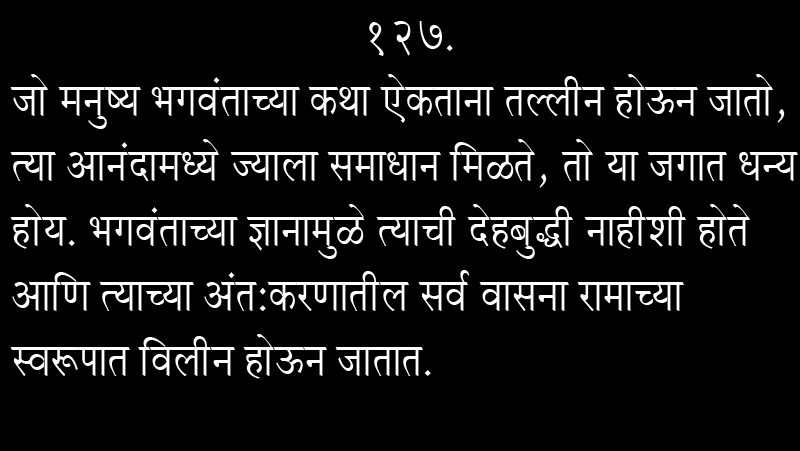 १२७.
जो मनुष्य भगवंताच्या कथा ऐकताना तल्लीन होऊन जातो,
त्या आनंदामध्ये ज्याला समाधान मिळते, तो या जगात धन्य
होय. भगवंताच्या ज्ञानामुळे त्याची देहबुद्धी नाहीशी होते
आणि त्याच्या अंत:करणातील सर्व वासना रामाच्या
स्वरूपात विलीन होऊन जातात.